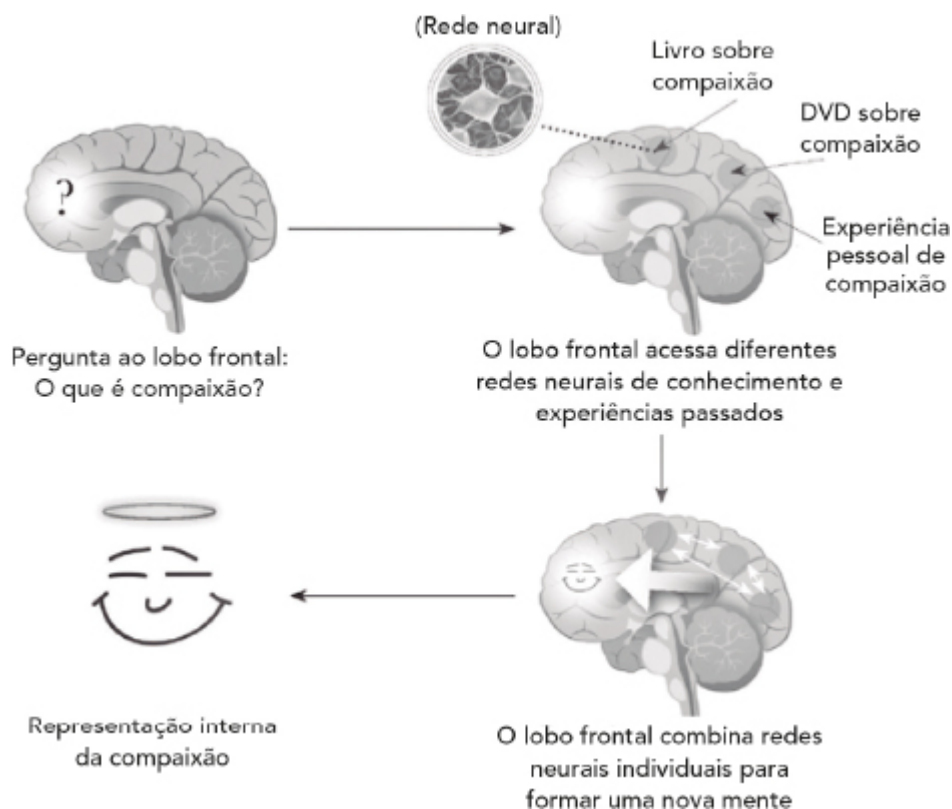 (Rede neural)
Livro sobre
compaixão
DVD sobre
compaixão
Experiência
pessoal de
compaixão
?
Pergunta ao lobo frontal:
O que é compaixão?
O lobo frontal acessa diferentes
redes neurais de conhecimento e
experiências passados
Representação interna
da compaixão
O lobo frontal combina redes
neurais individuais para
formar uma nova mente